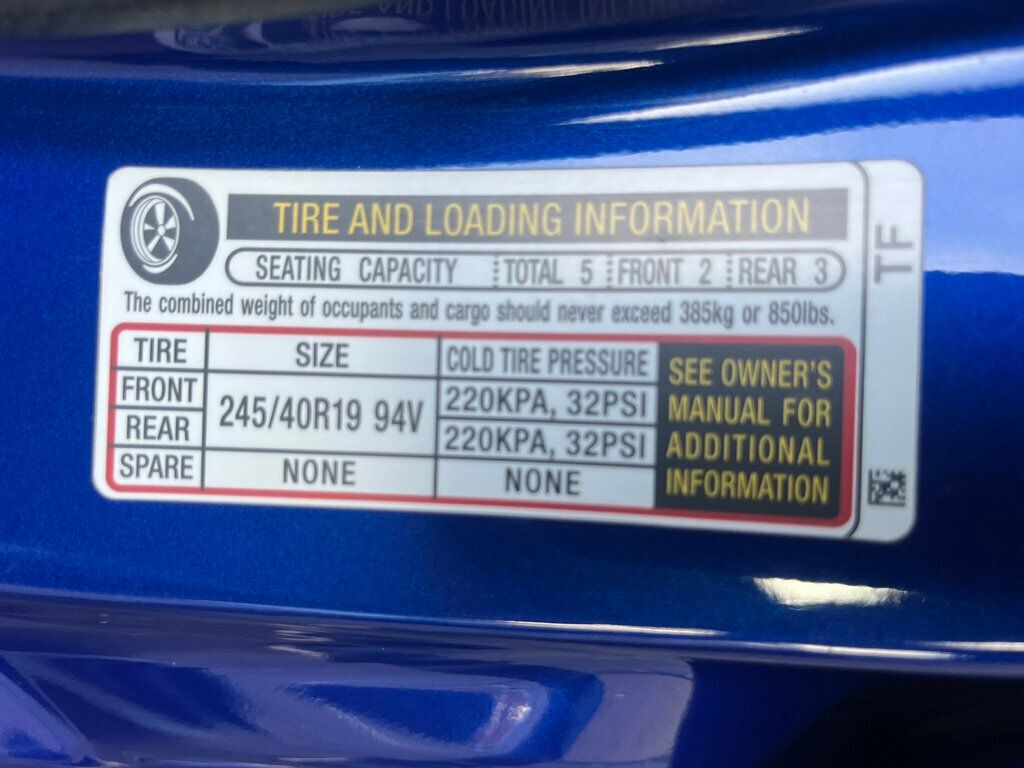 TIRE AND LOADING INFORMATION
SEATING CAPACITY TOTAL 5 FRONT 2 REAR 3
The combined weight of occupants and cargo should never exceed 385kg or 850lbs.
TIRE SIZE COLD TIRE PRESSURE
FRONT 245/40R19 94V 220KPA, 32PSI
REAR 220KPA, 32PSI
SPARE NONE NONE
SEE OWNER'S
MANUAL FOR
ADDITIONAL
INFORMATION
TF